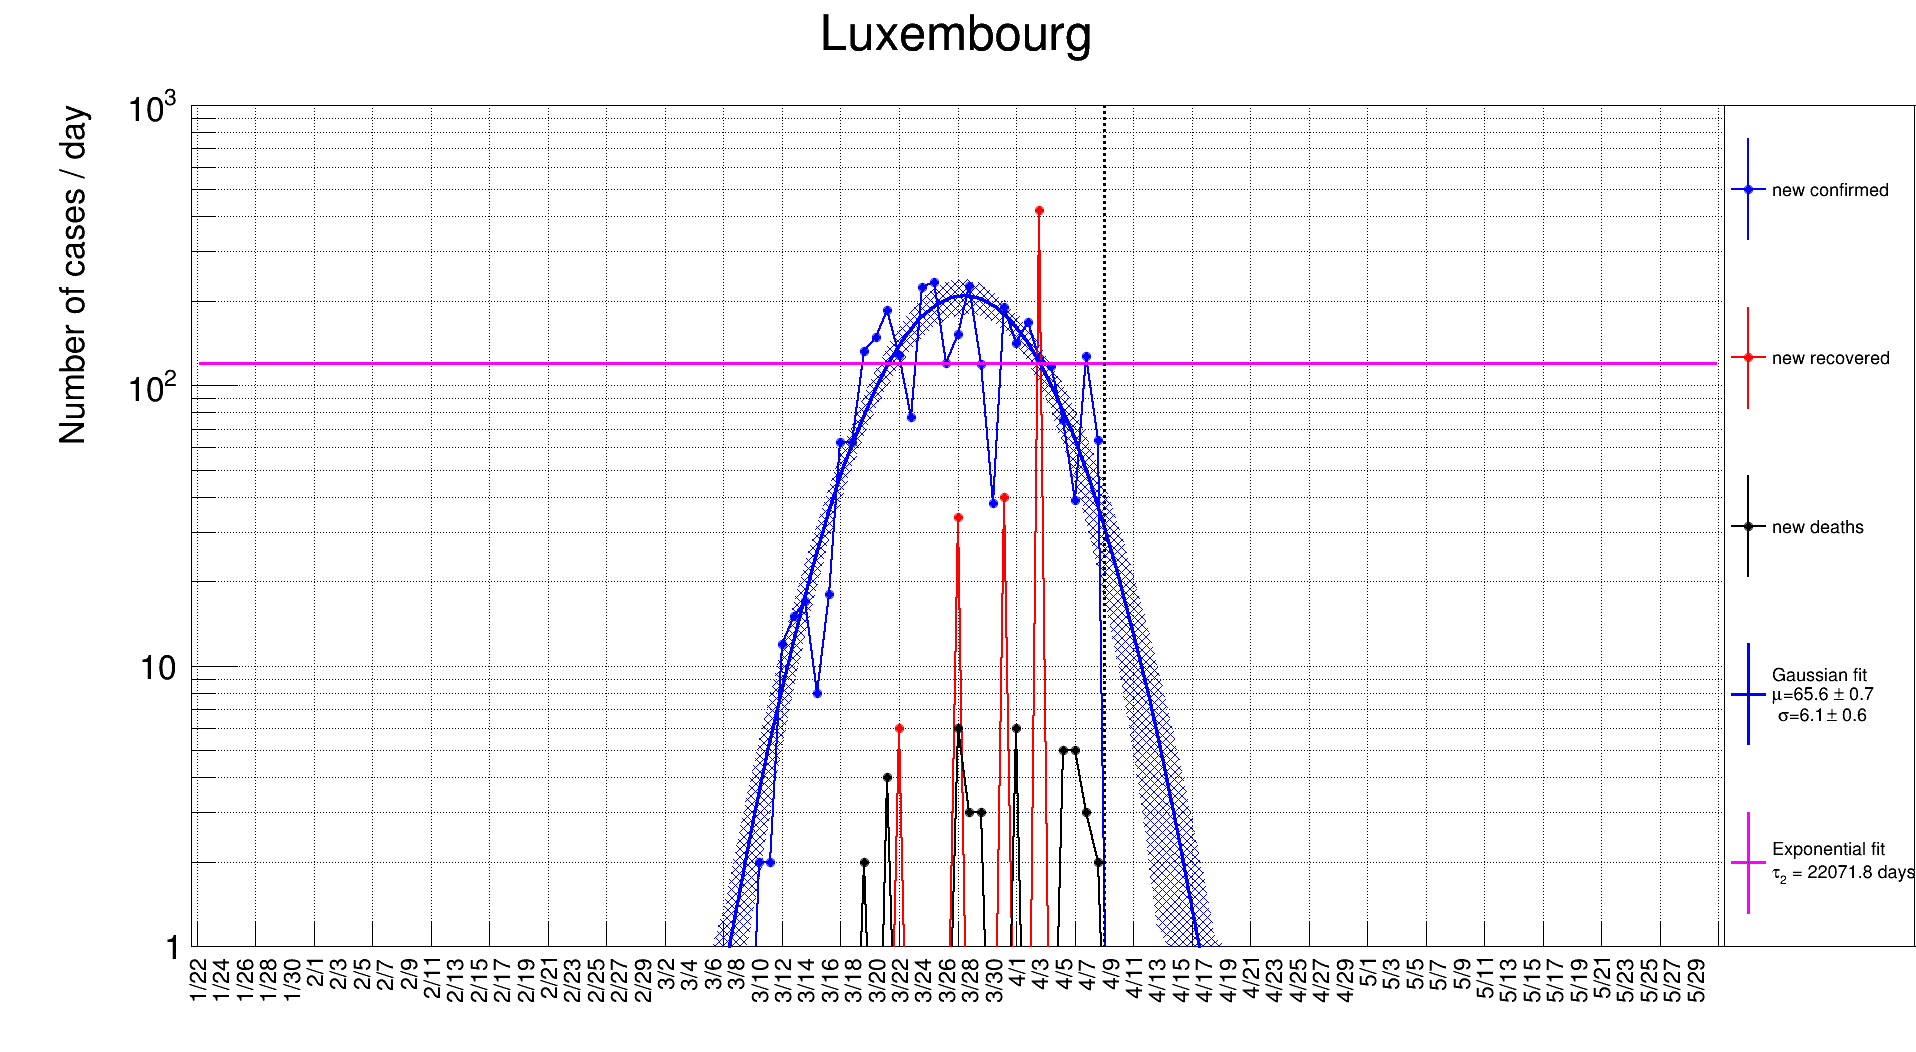 Luxembourg
Number of cases / day
10³
10²
10
1
1/22 1/24 1/26 1/28 1/30 2/1 2/3 2/5 2/7 2/9 2/11 2/13 2/15 2/17 2/19 2/21 2/23 2/25 2/27 2/29 3/2 3/4 3/6 3/8 3/10 3/12 3/14 3/16 3/18 3/20 3/22 3/24 3/26 3/28 3/30 4/1 4/3 4/5 4/7 4/9 4/11 4/13 4/15 4/17 4/19 4/21 4/23 4/25 4/27 4/29 5/1 5/3 5/5 5/7 5/9 5/11 5/13 5/15 5/17 5/19 5/21 5/23 5/25 5/27 5/29
new confirmed
new recovered
new deaths
Gaussian fit
μ=65.6 ± 0.7
σ=6.1 ± 0.6
Exponential fit
τ₂ = 22071.8 days